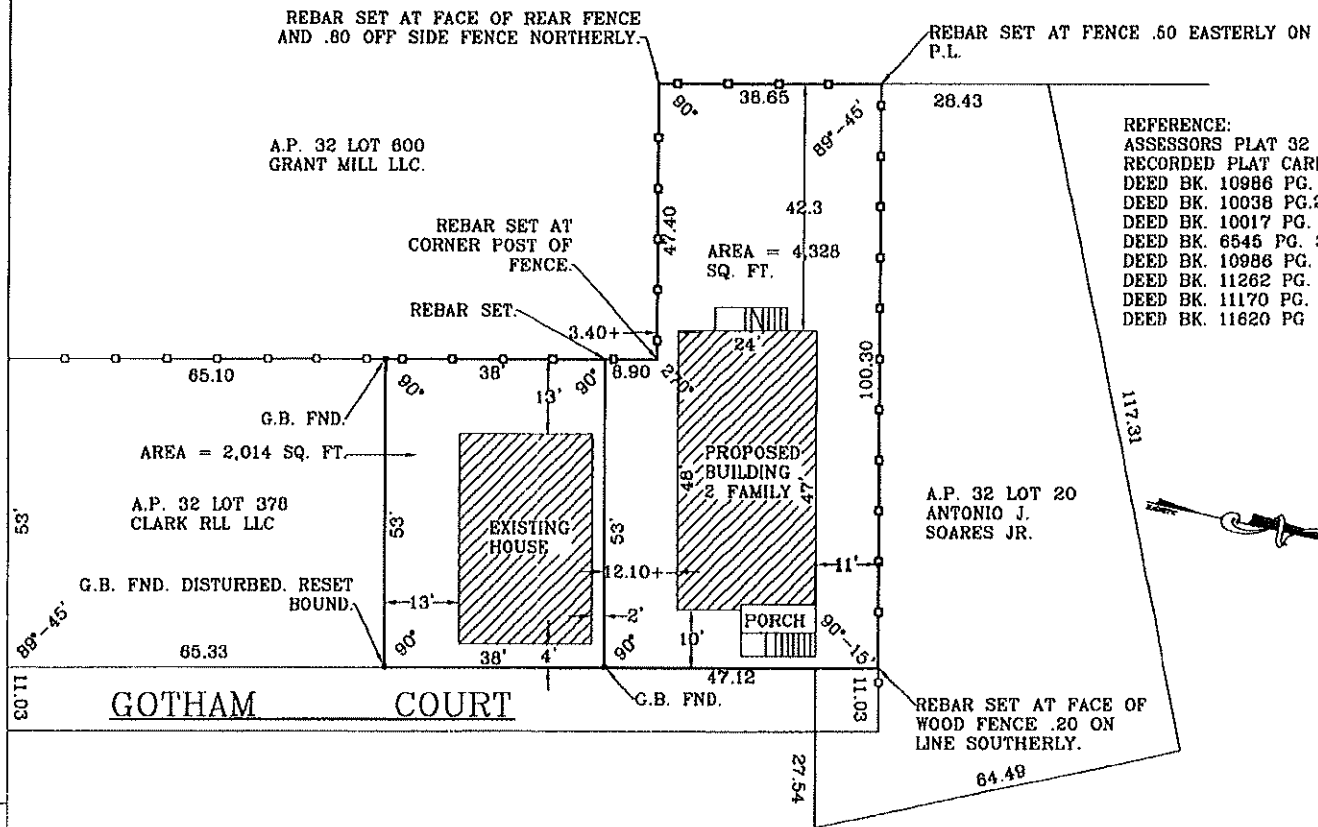 REBAR SET AT FACE OF REAR FENCE
AND .80 OFF SIDE FENCE NORTHERLY.
REBAR SET AT FENCE .50 EASTERLY ON
P.L.
90°
38.65
89°-45'
28.43
A.P. 32 LOT 600
GRANT MILL LLC.
REFERENCE:
ASSESSORS PLAT 32
RECORDED PLAT CARD
DEED BK. 10986 PG.
DEED BK. 10038 PG.
DEED BK. 10017 PG.
DEED BK. 6545 PG.
DEED BK. 10986 PG.
DEED BK. 11262 PG.
DEED BK. 11170 PG.
DEED BK. 11620 PG
47.40
42.3
REBAR SET AT
CORNER POST OF
FENCE.
AREA = 4,328
SQ. FT.
REBAR SET.
3.40+
N
24'
65.10
90°
38'
90°
8.90
270°
100.30
117.31
13'
G.B. FND.
AREA = 2,014 SQ. FT.
A.P. 32 LOT 378
CLARK RLL LLC
53'
53'
EXISTING
HOUSE
53'
48'
PROPOSED
BUILDING
2 FAMILY
47'
A.P. 32 LOT 20
ANTONIO J.
SOARES JR.
12.10+
11'
G.B. FND. DISTURBED. RESET
BOUND.
13'
2'
10'
PORCH
90°-15'
89°-45'
65.33
90°
38'
4'
90°
47.12
11.03
GOTHAM COURT
G.B. FND.
11.03
REBAR SET AT FACE OF
WOOD FENCE .20 ON
LINE SOUTHERLY.
27.54
64.49